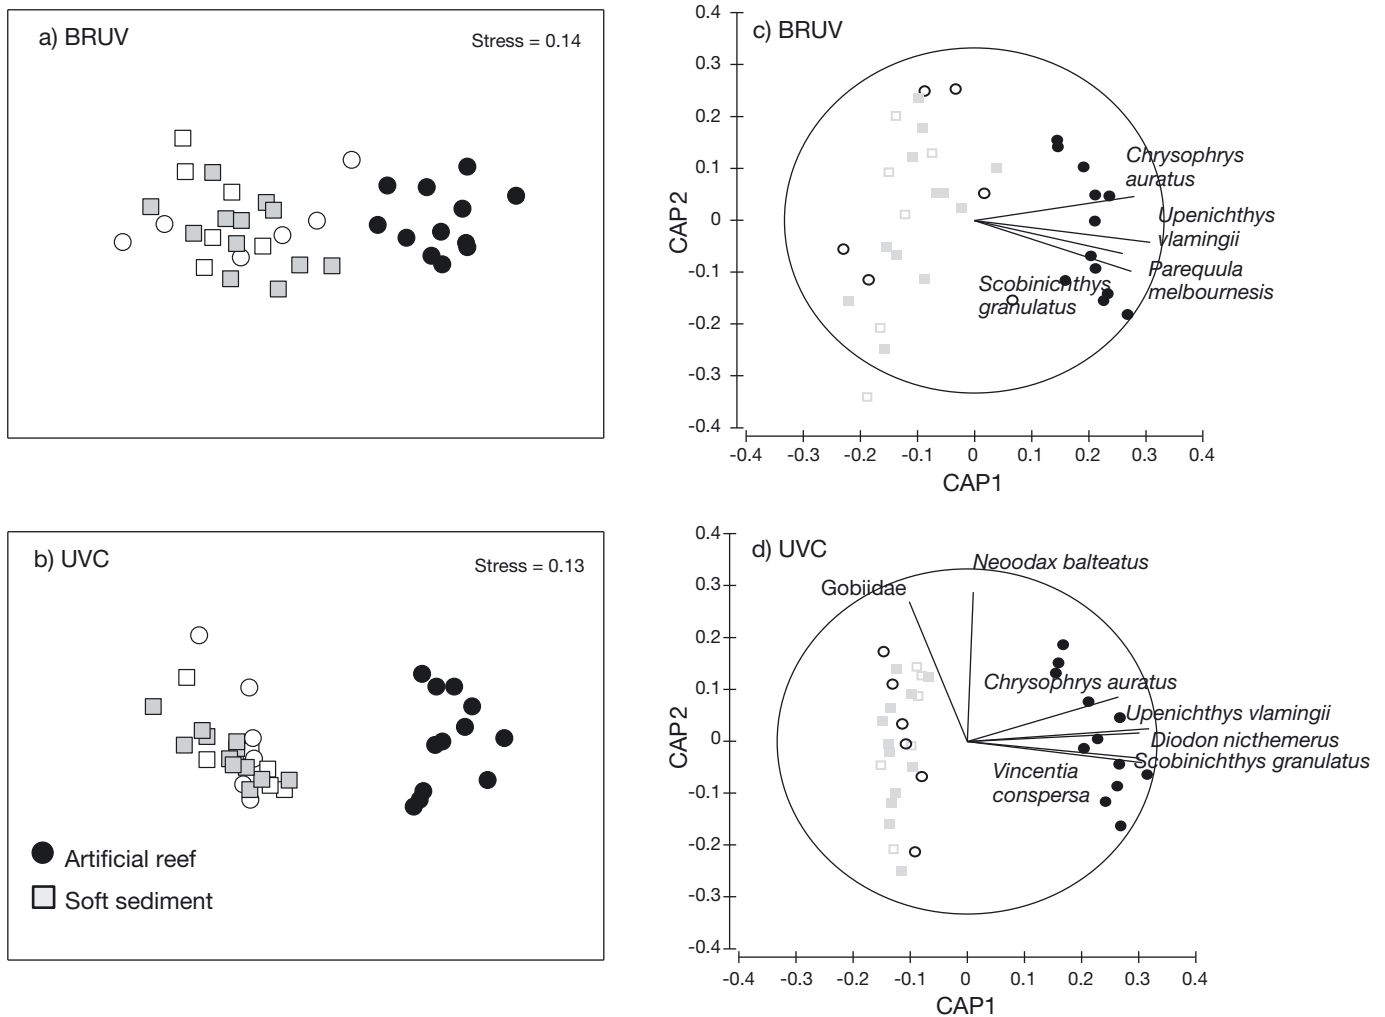 a) BRUV
Stress = 0.14
c) BRUV
0.4
0.3
0.2
0.1
0
-0.1
-0.2
-0.3
-0.4
CAP2
Chrysophrys
auratus
Upenichthys
vlamingii
Parequula
melbournesis
Scobinichthys
granulatus
-0.4 -0.3 -0.2 -0.1 0 0.1 0.2 0.3 0.4
CAP1
b) UVC
Stress = 0.13
Artificial reef
Soft sediment
d) UVC
0.4
0.3
0.2
0.1
0
-0.1
-0.2
-0.3
-0.4
CAP2
Neoodax balteatus
Gobiidae
Chrysophrys auratus
Upenichthys vlamingii
Diodon nicthemerus
Scobinichthys granulatus
Vincentia
conspersa
-0.4 -0.3 -0.2 -0.1 0 0.1 0.2 0.3 0.4
CAP1